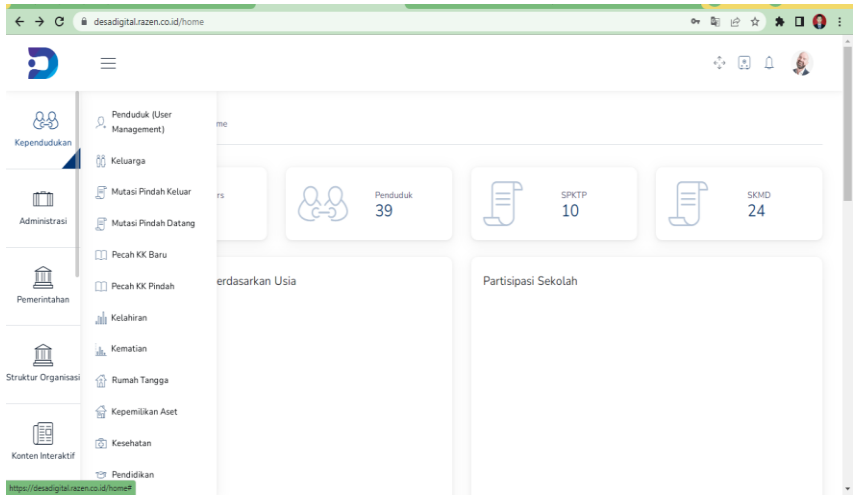 desadigital.razen.co.id/home
Kependudukan
Administrasi
Pemerintahan
Struktur Organisasi
Konten Interaktif
Penduduk (User
Management)
Keluarga
Mutasi Pindah Keluar
Mutasi Pindah Datang
Pecah KK Baru
Pecah KK Pindah
Kelahiran
Kematian
Rumah Tangga
Kepemilikan Aset
Kesehatan
Pendidikan
me
rs
Penduduk
39
SPKTP
10
SKMD
24
erdasarkan Usia
Partisipasi Sekolah
https://desadigital.razen.co.id/home#